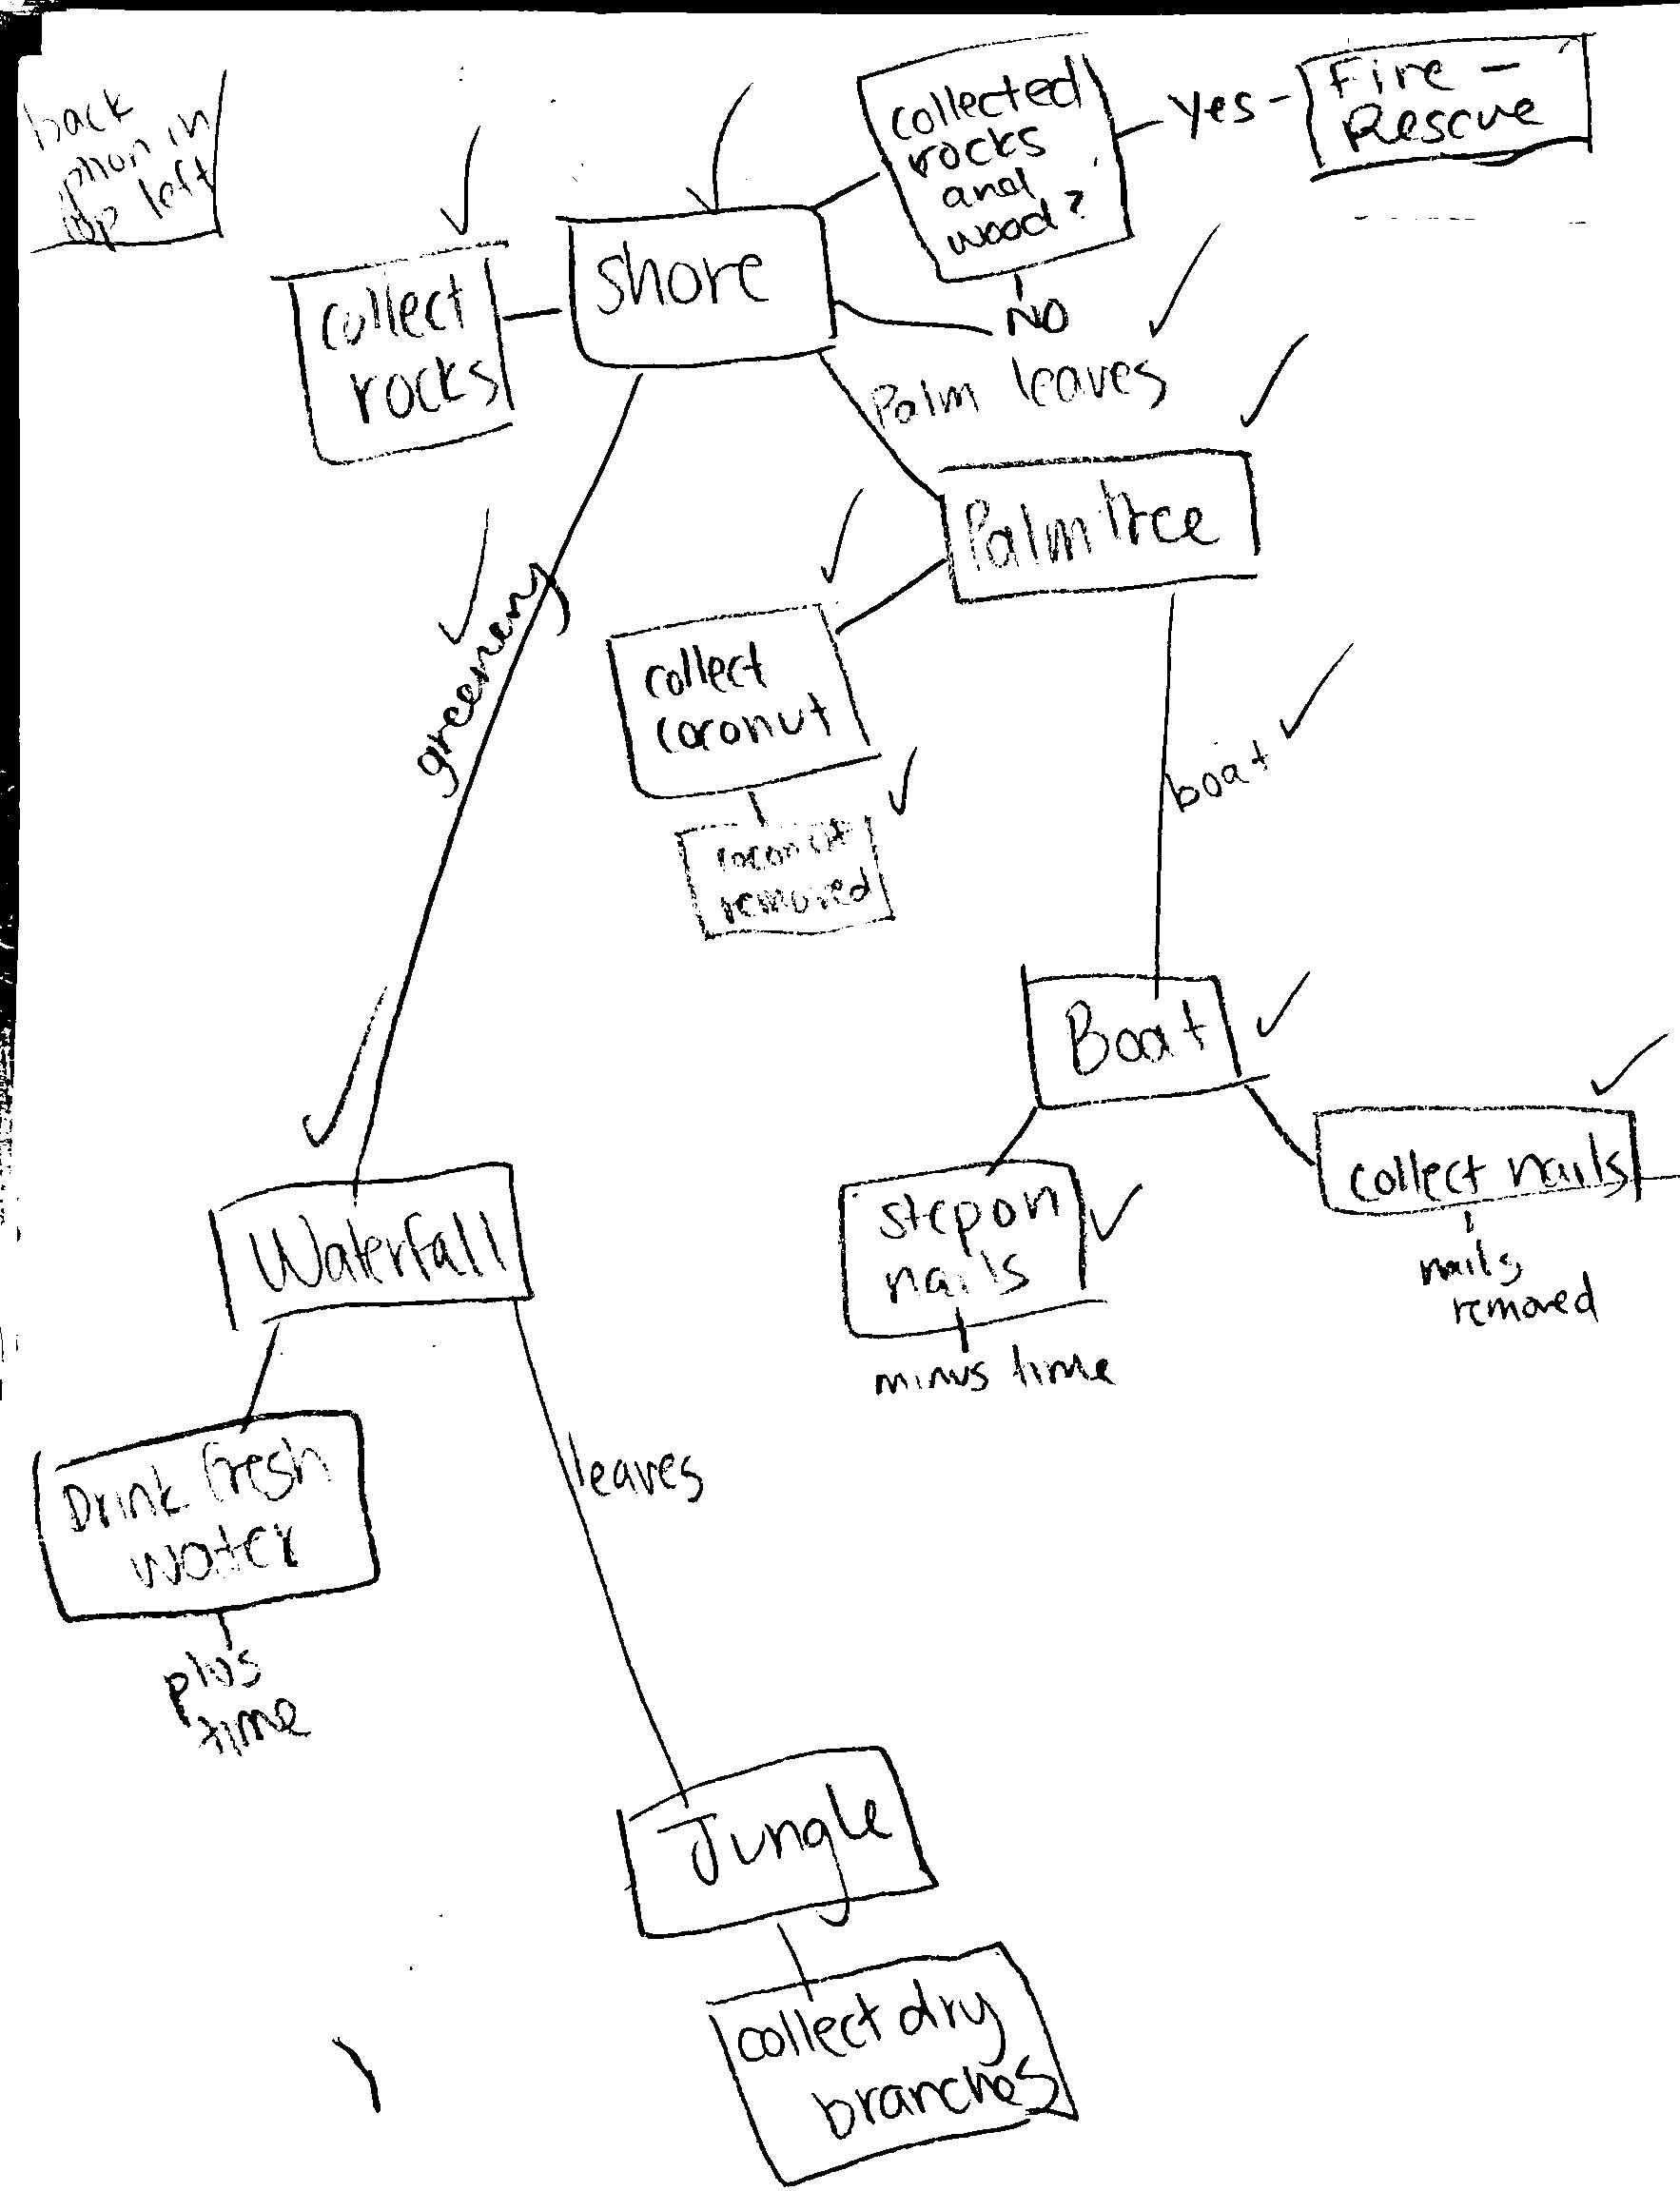 back
in
left
collected
rocks
and
wood?
yes
Fire -
Rescue
NO
shore
collect
rocks
Palm leaves
Palm tree
greenery
collect
coconut
coconut
removed
boat
Boat
step on
nails
minus time
collect nails
nails
removed
Waterfall
Drink fresh
water
plus
time
leaves
Jungle
collect dry
branches